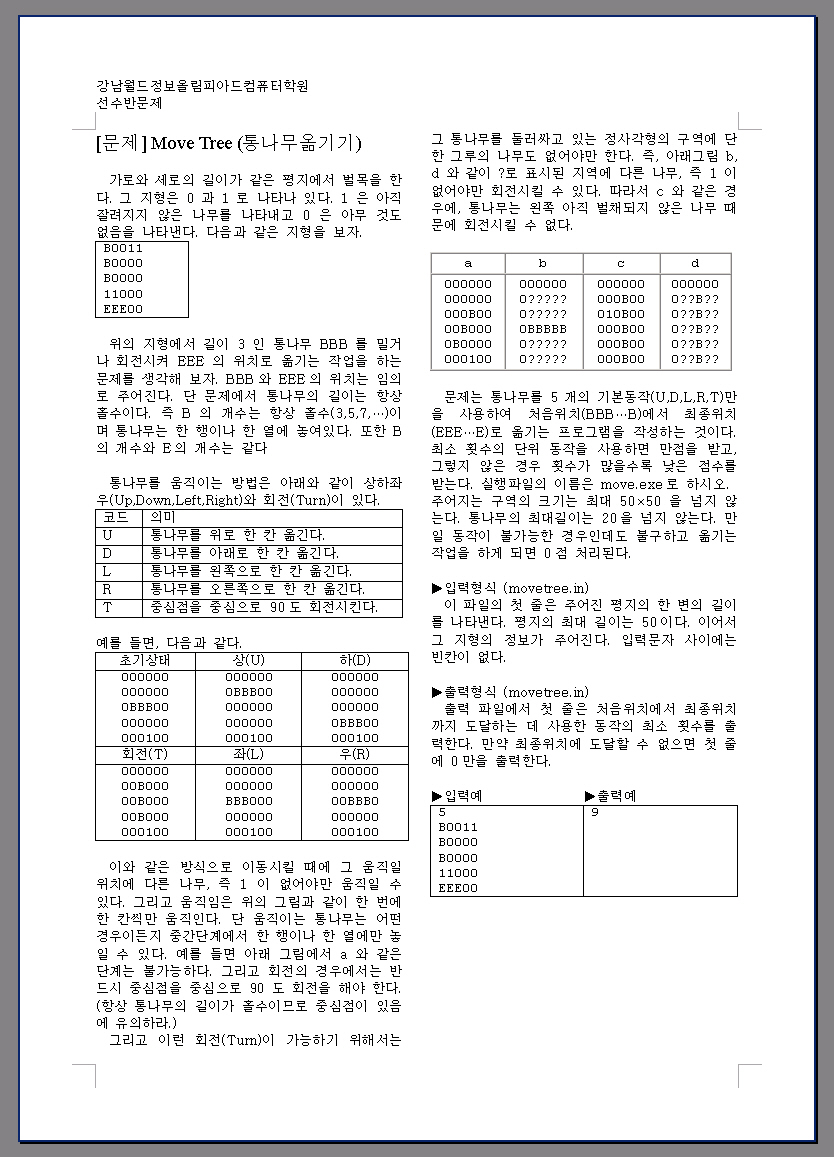 강남월드정보올림피아드컴퓨터학원
선수반문제
[문제] Move Tree (통나무옮기기)
가로와 세로의 길이가 같은 평지에서 벌목을 한
다. 그 지형은 0 과 1 로 나타나 있다. 1 은 아직
잘려지지 않은 나무를 나타내고 0 은 아무 것도
없음을 나타낸다. 다음과 같은 지형을 보자.
B0011
B0000
B0000
11000
EEE00
위의 지형에서 길이 3 인 통나무 BBB 를 밀거
나 회전시켜 EEE 의 위치로 옮기는 작업을 하는
문제를 생각해 보자. BBB 와 EEE 의 위치는 임의
로 주어진다. 단 문제에서 통나무의 길이는 항상
홀수이다. 즉 B 의 개수는 항상 홀수(3,5,7,…)이
며 통나무는 한 행이나 한 열에 놓여있다. 또한 B
의 개수와 E 의 개수는 같다
통나무를 움직이는 방법은 아래와 같이 상하좌
우(Up,Down,Left,Right)와 회전(Turn)이 있다.
코드 의미
U 통나무를 위로 한 칸 옮긴다.
D 통나무를 아래로 한 칸 옮긴다.
L 통나무를 왼쪽으로 한 칸 옮긴다.
R 통나무를 오른쪽으로 한 칸 옮긴다.
T 중심점을 중심으로 90 도 회전시킨다.
예를 들면, 다음과 같다.
초기상태 상(U) 하(D)
000000 000000 000000
000000 0BBB00 000000
0BBB00 000000 000000
000000 000000 0BBB00
000100 000100 000100
회전(T) 좌(L) 우(R)
000000 000000 000000
00B000 000000 000000
00B000 BBB000 00BBB0
00B000 000000 000000
000100 000100 000100
이와 같은 방식으로 이동시킬 때에 그 움직일
위치에 다른 나무, 즉 1 이 없어야만 움직일 수
있다. 그리고 움직임은 위의 그림과 같이 한 번에
한 칸씩만 움직인다. 단 움직이는 통나무는 어떤
경우이든지 중간단계에서 한 행이나 한 열에만 놓
일 수 있다. 예를 들면 아래 그림에서 a 와 같은
단계는 불가능하다. 그리고 회전의 경우에서는 반
드시 중심점을 중심으로 90 도 회전을 해야 한다.
(항상 통나무의 길이가 홀수이므로 중심점이 있음
에 유의하라.)
그리고 이런 회전(Turn)이 가능하기 위해서는
그 통나무를 둘러싸고 있는 정사각형의 구역에 단
한 그루의 나무도 없어야만 한다. 즉, 아래그림 b,
d 와 같이 ?로 표시된 지역에 다른 나무, 즉 1 이
없어야만 회전시킬 수 있다. 따라서 c 와 같은 경
우에, 통나무는 왼쪽 아직 벌채되지 않은 나무 때
문에 회전시킬 수 없다.
a b c d
000000 000000 000000 000000
000000 0????? 000B00 0??B??
000B00 0????? 010B00 0??B??
00B000 0BBBBB 000B00 0??B??
0B0000 0????? 000B00 0??B??
000100 0????? 000B00 0??B??
문제는 통나무를 5 개의 기본동작(U,D,L,R,T)만
을 사용하여 처음위치(BBB…B)에서 최종위치
(EEE…E)로 옮기는 프로그램을 작성하는 것이다.
최소 횟수의 단위 동작을 사용하면 만점을 받고,
그렇지 않은 경우 횟수가 많을수록 낮은 점수를
받는다. 실행파일의 이름은 move.exe 로 하시오.
주어지는 구역의 크기는 최대 50×50 을 넘지 않
는다. 통나무의 최대길이는 20 을 넘지 않는다. 만
일 동작이 불가능한 경우인데도 불구하고 옮기는
작업을 하게 되면 0 점 처리된다.
▶입력형식 (movetree.in)
이 파일의 첫 줄은 주어진 평지의 한 변의 길이
를 나타낸다. 평지의 최대 길이는 50 이다. 이어서
그 지형의 정보가 주어진다. 입력문자 사이에는
빈칸이 없다.
▶출력형식 (movetree.in)
출력 파일에서 첫 줄은 처음위치에서 최종위치
까지 도달하는 데 사용한 동작의 최소 횟수를 출
력한다. 만약 최종위치에 도달할 수 없으면 첫 줄
에 0 만을 출력한다.
▶입력예 ▶출력예
5 9
B0011
B0000
B0000
11000
EEE00